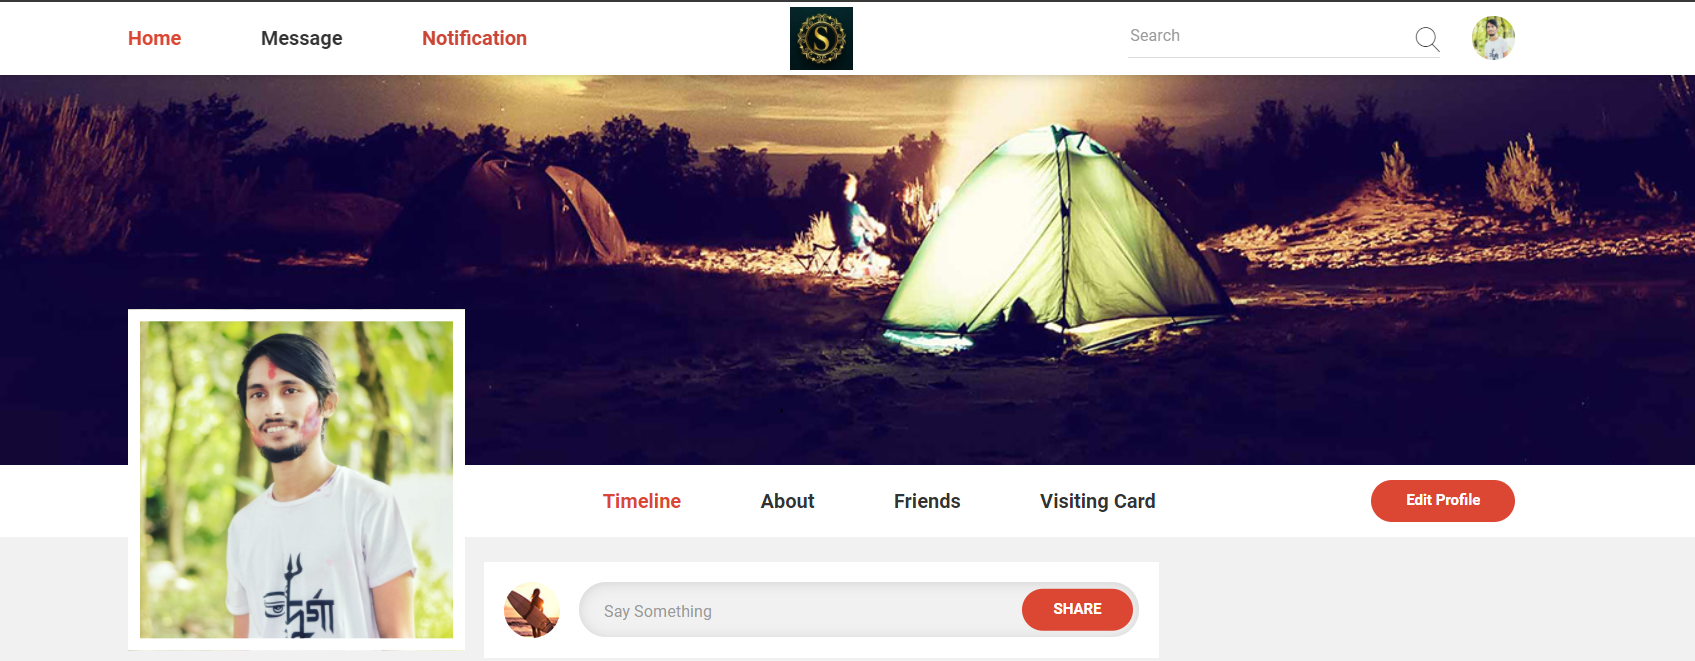 Home Message Notification
S
Search
Timeline About Friends Visiting Card Edit Profile
Say Something SHARE
দুর্গা